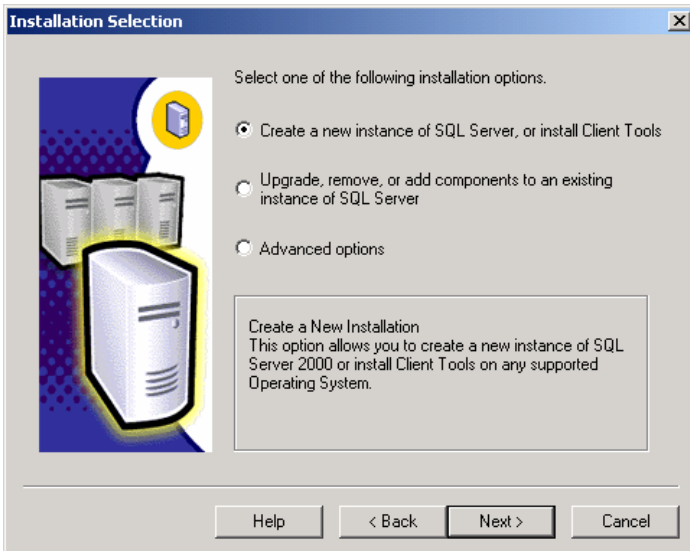 Installation Selection
Select one of the following installation options.
Create a new instance of SQL Server, or install Client Tools
Upgrade, remove, or add components to an existing
instance of SQL Server
Advanced options
Create a New Installation
This option allows you to create a new instance of SQL
Server 2000 or install Client Tools on any supported
Operating System.
Help
< Back
Next >
Cancel